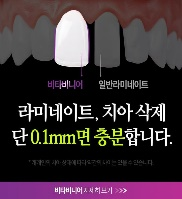 비타비니어 일반라미네이트
라미네이트, 치아 삭제
단 0.1mm면 충분합니다.
비타비니어 자세히보기 >>>